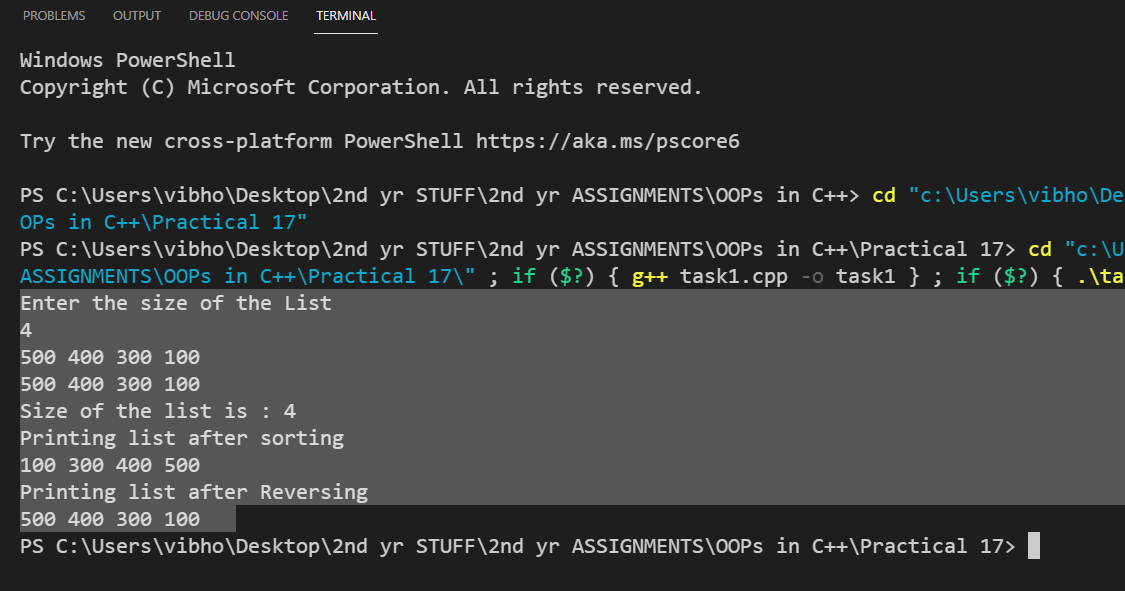 PROBLEMS OUTPUT DEBUG CONSOLE TERMINAL
Windows PowerShell
Copyright (C) Microsoft Corporation. All rights reserved.
Try the new cross-platform PowerShell https://aka.ms/pscore6
PS C:\Users\vibho\Desktop\2nd yr STUFF\2nd yr ASSIGNMENTS\OOPs in C++> cd "c:\Users\vibho\De
OPs in C++\Practical 17"
PS C:\Users\vibho\Desktop\2nd yr STUFF\2nd yr ASSIGNMENTS\OOPs in C++\Practical 17> cd "c:\U
ASSIGNMENTS\OOPs in C++\Practical 17\" ; if ($?) { g++ task1.cpp -o task1 } ; if ($?) { .\ta
Enter the size of the List
4
500 400 300 100
500 400 300 100
Size of the list is : 4
Printing list after sorting
100 300 400 500
Printing list after Reversing
500 400 300 100
PS C:\Users\vibho\Desktop\2nd yr STUFF\2nd yr ASSIGNMENTS\OOPs in C++\Practical 17>